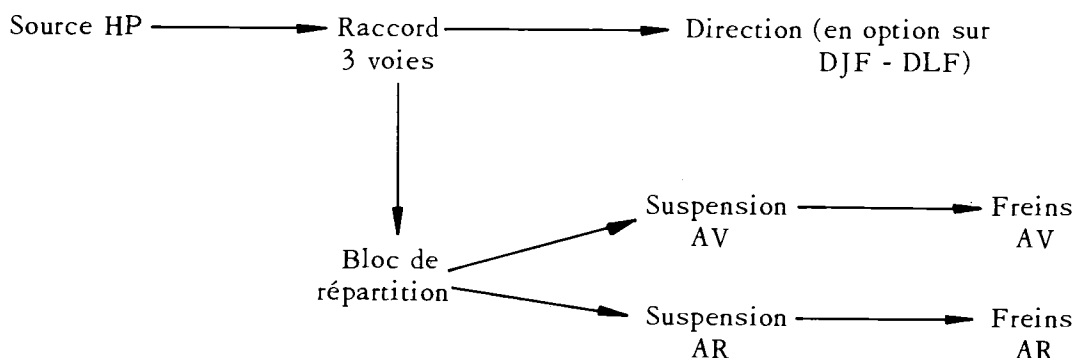 Source HP
Raccord
3 voies
Direction (en option sur
DJF - DLF)
Suspension
AV
Freins
AV
Bloc de
répartition
Suspension
AR
Freins
AR